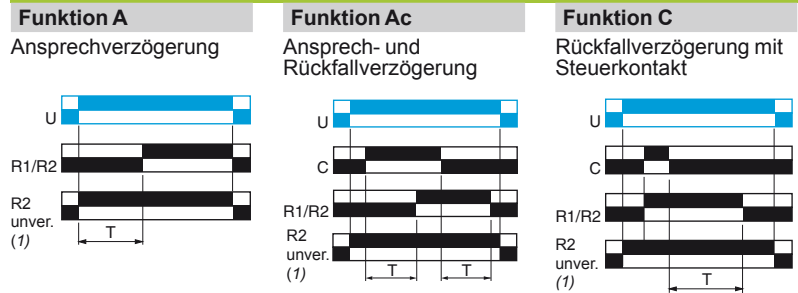 Funktion A
Ansprechverzögerung
U
R1/R2
R2
unver.
(1)
T
Funktion Ac
Ansprech- und
Rückfallverzögerung
U
C
R1/R2
R2
unver.
(1)
T T
Funktion C
Rückfallverzögerung mit
Steuerkontakt
U
C
R1/R2
R2
unver.
(1)
T